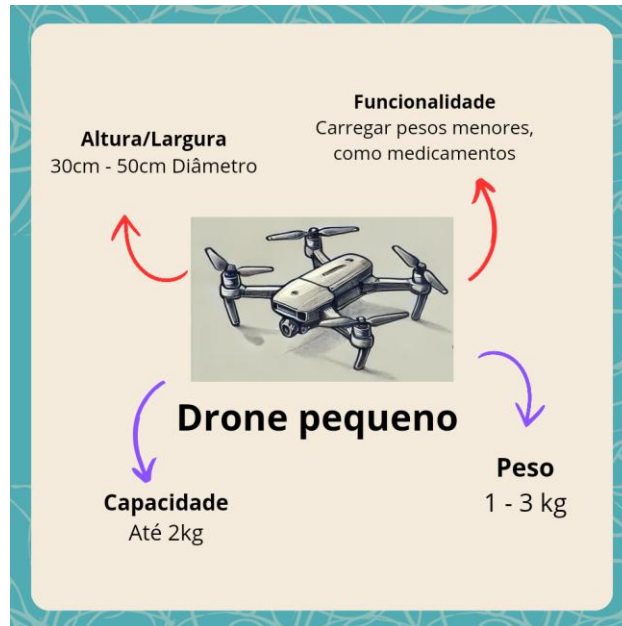 Funcionalidade
Carregar pesos menores,
como medicamentos
Altura/Largura
30cm - 50cm Diâmetro
Drone pequeno
Peso
1 - 3 kg
Capacidade
Até 2kg